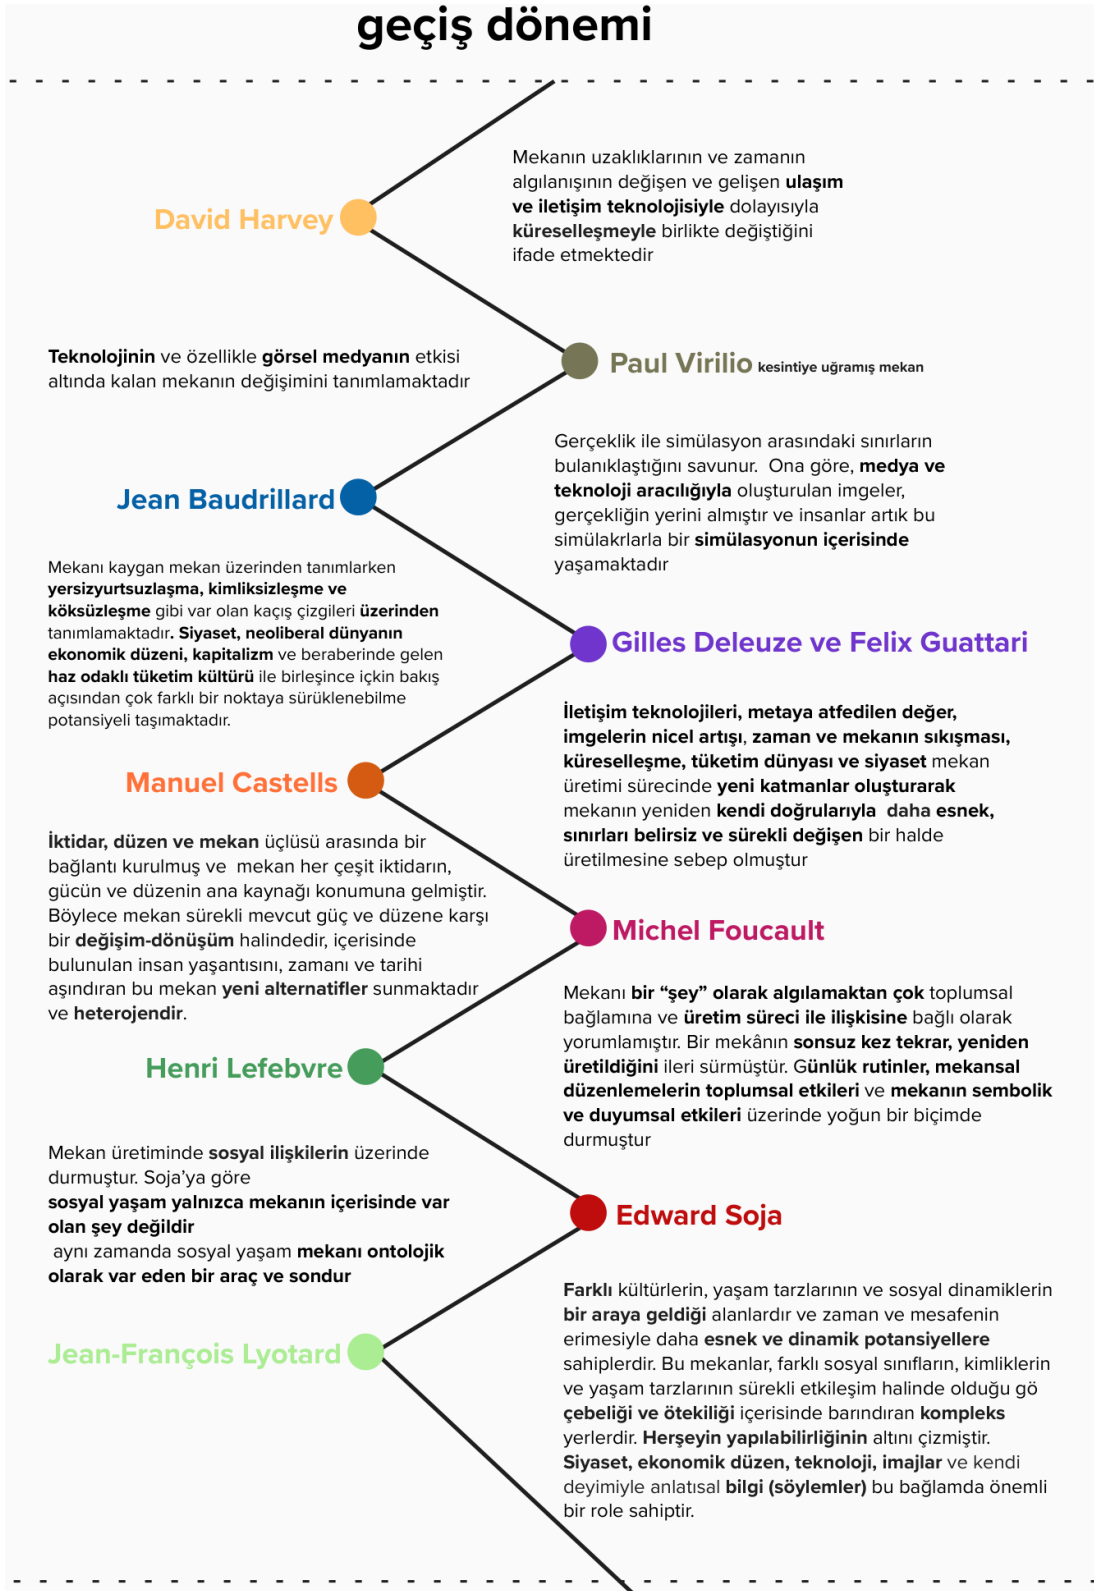 geçiş dönemi
David Harvey
Mekanın uzaklıklarının ve zamanın
algılanışının değişen ve gelişen ulaşım
ve iletişim teknolojisiyle dolayısıyla
küreselleşmeyle birlikte değiştiğini
ifade etmektedir
Paul Virilio kesintiye uğramış mekan
Teknolojinin ve özellikle görsel medyanın etkisi
altında kalan mekanın değişimini tanımlamaktadır
Jean Baudrillard
Gerçeklik ile simülasyon arasındaki sınırların
bulanıklaştığını savunur.  Ona göre, medya ve
teknoloji aracılığıyla oluşturulan imgeler,
gerçekliğin yerini almıştır ve insanlar artık bu
simülakrlarla bir simülasyonun içerisinde
yaşamaktadır
Gilles Deleuze ve Felix Guattari
Mekanı kaygan mekan üzerinden tanımlarken
yersizyurtsuzlaşma, kimliksizleşme ve
köksüzleşme gibi var olan kaçış çizgileri üzerinden
tanımlamaktadır. Siyaset, neoliberal dünyanın
ekonomik düzeni, kapitalizm ve beraberinde gelen
haz odaklı tüketim kültürü ile birleşince içkin bakış
açısından çok farklı bir noktaya sürüklenebilme
potansiyeli taşımaktadır.
Manuel Castells
İletişim teknolojileri, metaya atfedilen değer,
imgelerin nicel artışı, zaman ve mekanın sıkışması,
küreselleşme, tüketim dünyası ve siyaset mekan
üretimi sürecinde yeni katmanlar oluşturarak
mekanın yeniden kendi doğrularıyla  daha esnek,
sınırları belirsiz ve sürekli değişen bir halde
üretilmesine sebep olmuştur
Michel Foucault
İktidar, düzen ve mekan üçlüsü arasında bir
bağlantı kurulmuş ve  mekan her çeşit iktidarın,
gücün ve düzenin ana kaynağı konumuna gelmiştir.
Böylece mekan sürekli mevcut güç ve düzene karşı
bir değişim-dönüşüm halindedir, içerisinde
bulunulan insan yaşantısını, zamanı ve tarihi
aşındıran bu mekan yeni alternatifler sunmaktadır
ve heterojendir.
Henri Lefebvre
Mekanı bir “şey” olarak algılamaktan çok toplumsal
bağlamına ve üretim süreci ile ilişkisine bağlı olarak
yorumlamıştır. Bir mekânın sonsuz kez tekrar, yeniden
üretildiğini ileri sürmüştür. Günlük rutinler, mekansal
düzenlemelerin toplumsal etkileri ve mekanın sembolik
ve duyumsal etkileri üzerinde yoğun bir biçimde
durmuştur
Edward Soja
Mekan üretiminde sosyal ilişkilerin üzerinde
durmuştur. Soja’ya göre
sosyal yaşam yalnızca mekanın içerisinde var
olan şey değildir
aynı zamanda sosyal yaşam mekanı ontolojik
olarak var eden bir araç ve sondur
Jean-François Lyotard
Farklı kültürlerin, yaşam tarzlarının ve sosyal dinamiklerin
bir araya geldiği alanlardır ve zaman ve mesafenin
erimesiyle daha esnek ve dinamik potansiyellere
sahiplerdir. Bu mekanlar, farklı sosyal sınıfların, kimliklerin
ve yaşam tarzlarının sürekli etkileşim halinde olduğu gö
çebeliği ve ötekiliği içerisinde barındıran kompleks
yerlerdir. Herşeyin yapılabilirliğinin altını çizmiştir.
Siyaset, ekonomik düzen, teknoloji, imajlar ve kendi
deyimiyle anlatısal bilgi (söylemler) bu bağlamda önemli
bir role sahiptir.